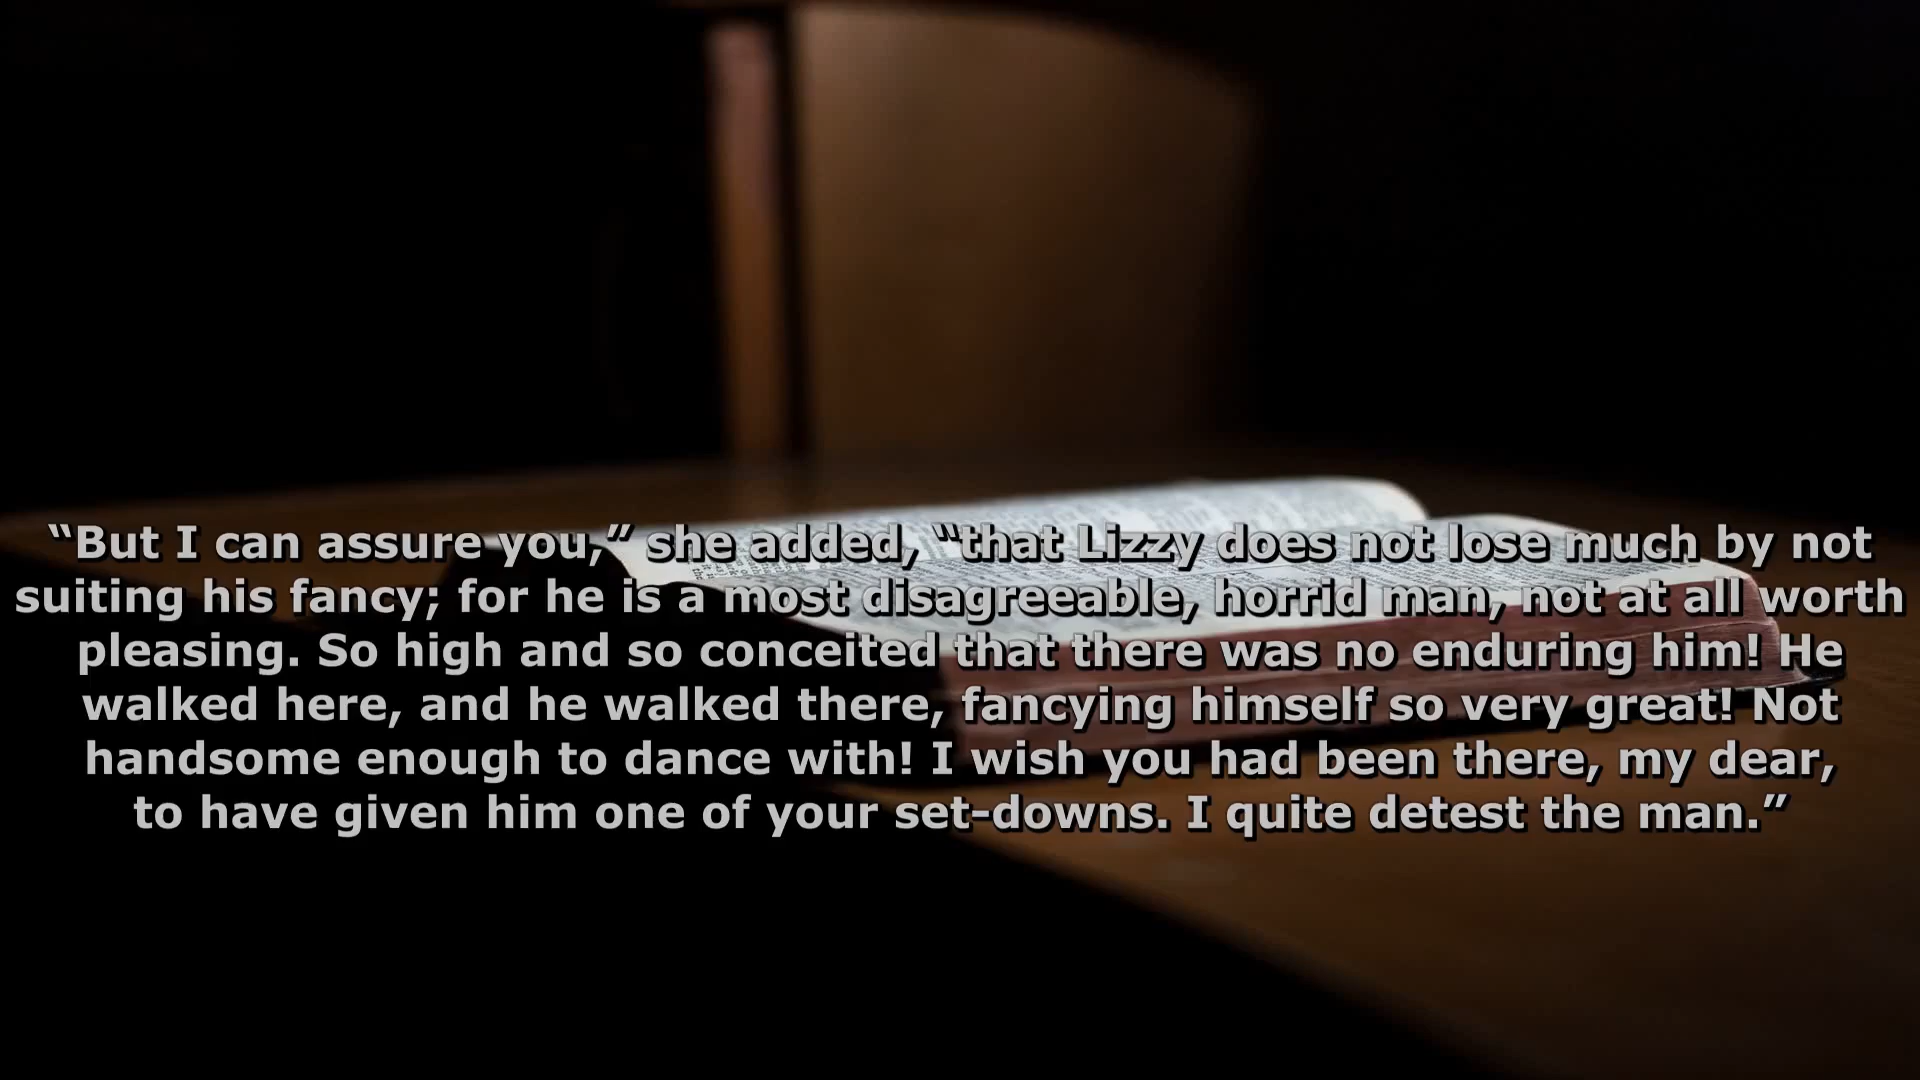 “But I can assure you,” she added, “that Lizzy does not lose much by not
suiting his fancy; for he is a most disagreeable, horrid man, not at all worth
pleasing. So high and so conceited that there was no enduring him! He
walked here, and he walked there, fancying himself so very great! Not
handsome enough to dance with! I wish you had been there, my dear,
to have given him one of your set-downs. I quite detest the man.”